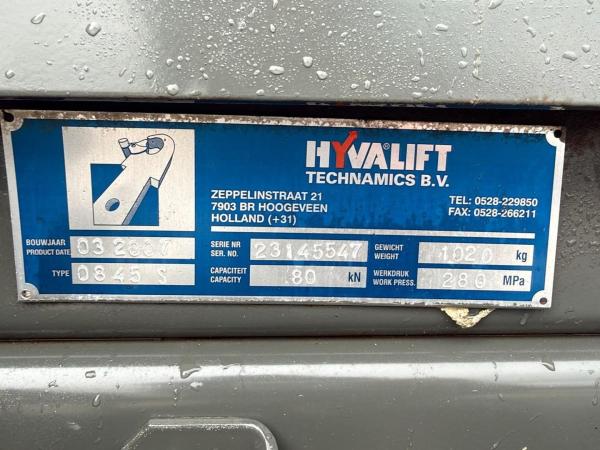 HYVALIFT
TECHNAMICS B.V.
ZEPPELINSTRAAT 21
7903 BR HOOGEVEEN
HOLLAND (+31)
TEL: 0528-229850
FAX: 0528-266211
BOUWJAAR
PRODUCT DATE 03 2007
SERIE NR
SER. NO. 23145547
GEWICHT
WEIGHT 1020 kg
TYPE 0845 S
CAPACITEIT
CAPACITY 80 kN
WERKDRUK
WORK PRESS. 280 MPa